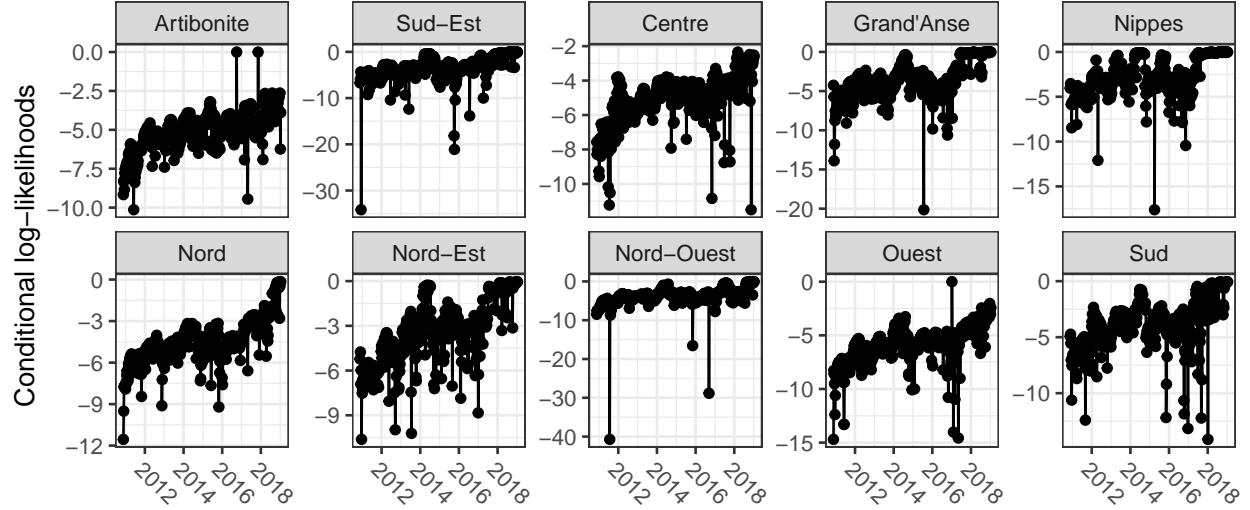 Conditional log−likelihoods
Artibonite
0.0
−2.5
−5.0
−7.5
−10.0
Sud−Est
0
−10
−20
−30
Centre
−2
−4
−6
−8
−10
Grand'Anse
0
−5
−10
−15
−20
Nippes
0
−5
−10
−15
Nord
0
−3
−6
−9
−12
2012 2014 2016 2018
Nord−Est
0
−3
−6
−9
2012 2014 2016 2018
Nord−Ouest
0
−10
−20
−30
−40
2012 2014 2016 2018
Ouest
0
−5
−10
−15
2012 2014 2016 2018
Sud
0
−5
−10
2012 2014 2016 2018